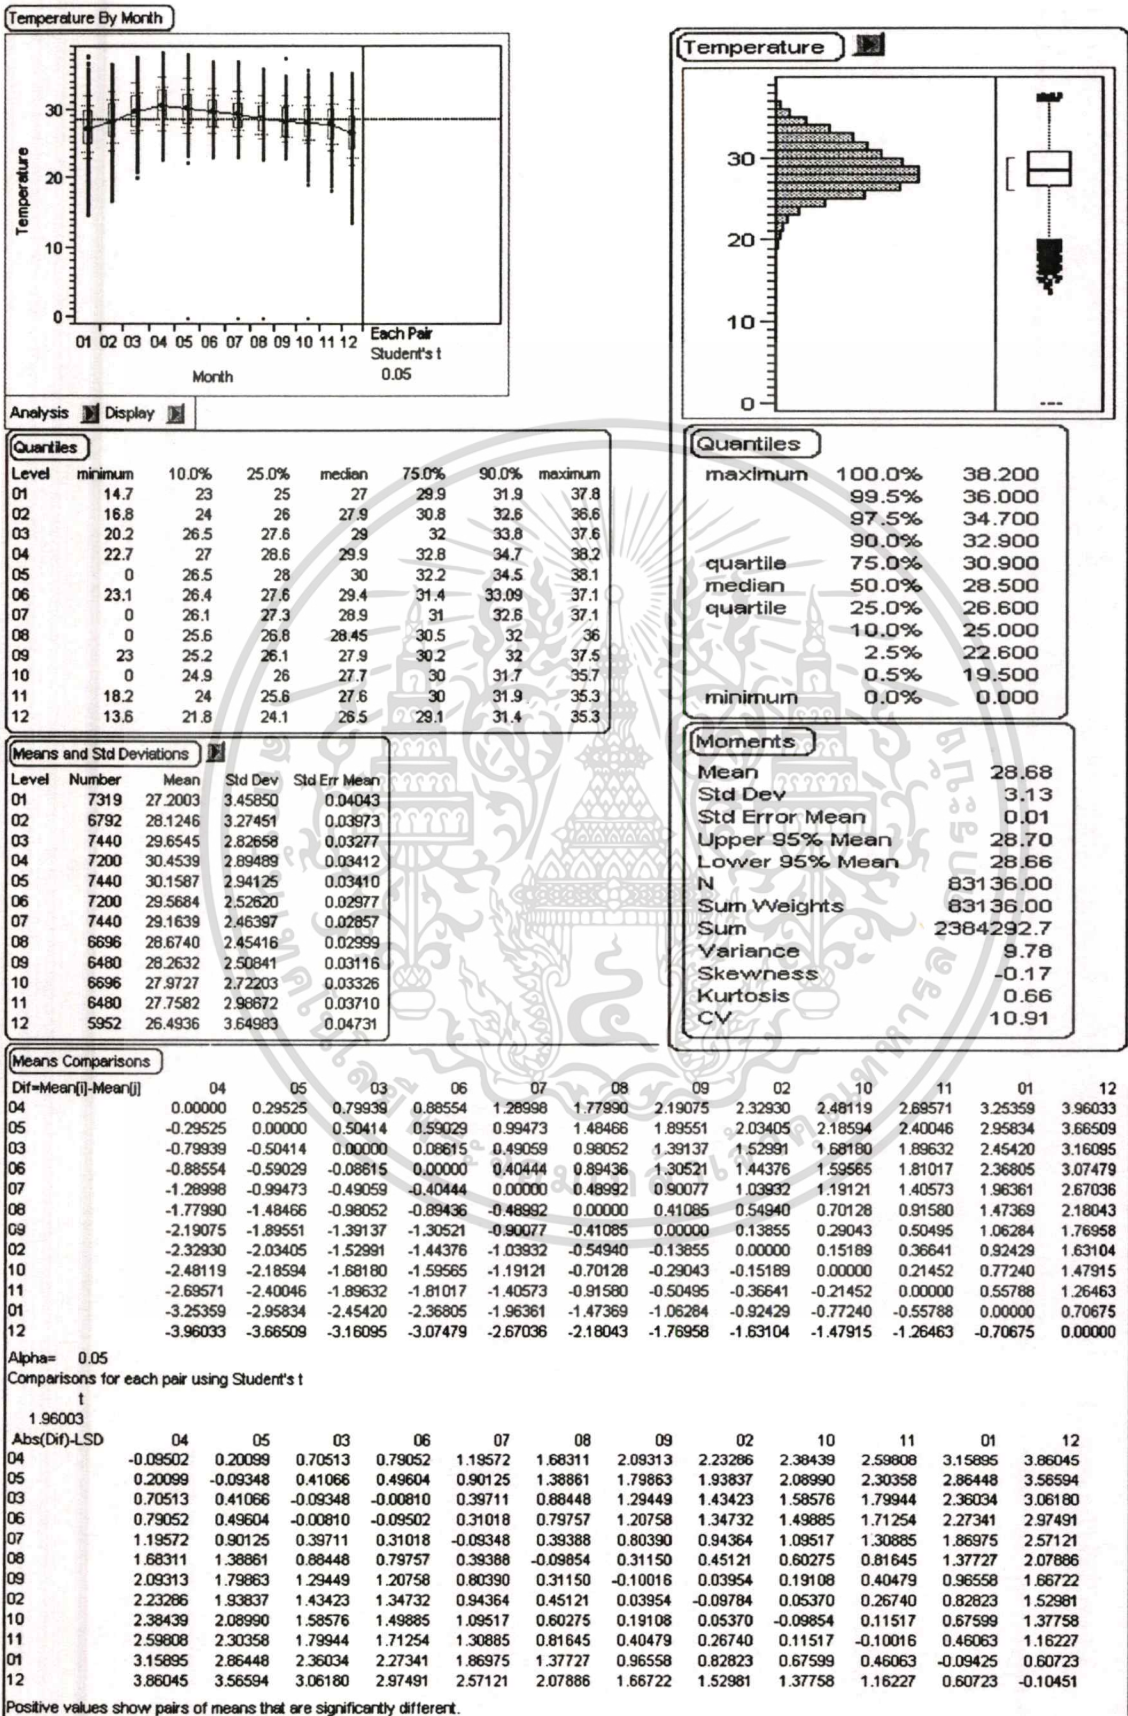 Temperature By Month
Temperature
30
20
10
0
01 02 03 04 05 06 07 08 09 10 11 12
Month
Each Pair
Student's t
0.05
Analysis Display
Quantiles
Level minimum 10.0% 25.0% median 75.0% 90.0% maximum
01 14.7 23 25 27 29.9 31.9 37.8
02 16.8 24 26 27.9 30.8 32.6 36.6
03 20.2 26.5 27.6 29 32 33.8 37.6
04 22.7 27 28.6 29.9 32.8 34.7 38.2
05 0 26.5 28 30 32.2 34.5 38.1
06 23.1 26.4 27.6 29.4 31.4 33.09 37.1
07 0 26.1 27.3 28.9 31 32.6 37.1
08 0 25.6 26.8 28.45 30.5 32 36
09 23 25.2 26.1 27.9 30.2 32 37.5
10 0 24.9 26 27.7 30 31.7 35.7
11 18.2 24 25.6 27.6 30 31.9 35.3
12 13.6 21.8 24.1 26.5 29.1 31.4 35.3
Means and Std Deviations
Level Number Mean Std Dev Std Err Mean
01 7319 27.2003 3.45850 0.04043
02 6792 28.1246 3.27451 0.03973
03 7440 29.6545 2.82658 0.03277
04 7200 30.4539 2.89489 0.03412
05 7440 30.1587 2.94125 0.03410
06 7200 29.5684 2.52620 0.02977
07 7440 29.1639 2.46397 0.02857
08 6696 28.6740 2.45416 0.02999
09 6480 28.2632 2.50841 0.03116
10 6696 27.9727 2.72203 0.03326
11 6480 27.7582 2.98672 0.03710
12 5952 26.4936 3.64983 0.04731
Temperature
30
20
10
0
Quantiles
maximum 100.0% 38.200
99.5% 36.000
97.5% 34.700
90.0% 32.900
quartile 75.0% 30.900
median 50.0% 28.500
quartile 25.0% 26.600
10.0% 25.000
2.5% 22.600
0.5% 19.500
minimum 0.0% 0.000
Moments
Mean 28.68
Std Dev 3.13
Std Error Mean 0.01
Upper 95% Mean 28.70
Lower 95% Mean 28.66
N 83136.00
Sum Weights 83136.00
Sum 2384292.7
Variance 9.78
Skewness -0.17
Kurtosis 0.66
CV 10.91
Means Comparisons
Dif=Mean[i]-Mean[j] 04 05 03 06 07 08 09 02 10 11 01 12
04 0.00000 0.29525 0.79939 0.88554 1.28998 1.77990 2.19075 2.32930 2.48119 2.69571 3.25359 3.96033
05 -0.29525 0.00000 0.50414 0.59029 0.99473 1.48466 1.89551 2.03405 2.18594 2.40046 2.95834 3.66509
03 -0.79939 -0.50414 0.00000 0.08615 0.49059 0.98052 1.39137 1.52991 1.68180 1.89632 2.45420 3.16095
06 -0.88554 -0.59029 -0.08615 0.00000 0.40444 0.89436 1.30521 1.44376 1.59565 1.81017 2.36805 3.07479
07 -1.28998 -0.99473 -0.49059 -0.40444 0.00000 0.48992 0.90077 1.03932 1.19121 1.40573 1.96361 2.67036
08 -1.77990 -1.48466 -0.98052 -0.89436 -0.48992 0.00000 0.41085 0.54940 0.70128 0.91580 1.47369 2.18043
09 -2.19075 -1.89551 -1.39137 -1.30521 -0.90077 -0.41085 0.00000 0.13855 0.29043 0.50495 1.06284 1.76958
02 -2.32930 -2.03405 -1.52991 -1.44376 -1.03932 -0.54940 -0.13855 0.00000 0.15189 0.36641 0.92429 1.63104
10 -2.48119 -2.18594 -1.68180 -1.59565 -1.19121 -0.70128 -0.29043 -0.15189 0.00000 0.21452 0.77240 1.47915
11 -2.69571 -2.40046 -1.89632 -1.81017 -1.40573 -0.91580 -0.50495 -0.36641 -0.21452 0.00000 0.55788 1.26463
01 -3.25359 -2.95834 -2.45420 -2.36805 -1.96361 -1.47369 -1.06284 -0.92429 -0.77240 -0.55788 0.00000 0.70675
12 -3.96033 -3.66509 -3.16095 -3.07479 -2.67036 -2.18043 -1.76958 -1.63104 -1.47915 -1.26463 -0.70675 0.00000
Alpha= 0.05
Comparisons for each pair using Student's t
t
1.96003
Abs(Dif)-LSD 04 05 03 06 07 08 09 02 10 11 01 12
04 -0.09502 0.20099 0.70513 0.79052 1.19572 1.68311 2.09313 2.23286 2.38439 2.59808 3.15895 3.86045
05 0.20099 -0.09348 0.41066 0.49604 0.90125 1.38861 1.79863 1.93837 2.08990 2.30358 2.86448 3.56594
03 0.70513 0.41066 -0.09348 -0.00810 0.39711 0.88448 1.29449 1.43423 1.58576 1.79944 2.36034 3.06180
06 0.79052 0.49604 -0.00810 -0.09502 0.31018 0.79757 1.20758 1.34732 1.49885 1.71254 2.27341 2.97491
07 1.19572 0.90125 0.39711 0.31018 -0.09348 0.39388 0.80390 0.94364 1.09517 1.30885 1.86975 2.57121
08 1.68311 1.38861 0.88448 0.79757 0.39388 -0.09854 0.31150 0.45121 0.60275 0.81645 1.37727 2.07886
09 2.09313 1.79863 1.29449 1.20758 0.80390 0.31150 -0.10016 0.03954 0.19108 0.40479 0.96558 1.66722
02 2.23286 1.93837 1.43423 1.34732 0.94364 0.45121 0.03954 -0.09784 0.05370 0.26740 0.82823 1.52981
10 2.38439 2.08990 1.58576 1.49885 1.09517 0.60275 0.19108 0.05370 -0.09854 0.11517 0.67599 1.37758
11 2.59808 2.30358 1.79944 1.71254 1.30885 0.81645 0.40479 0.26740 0.11517 -0.10016 0.46063 1.16227
01 3.15895 2.86448 2.36034 2.27341 1.86975 1.37727 0.96558 0.82823 0.67599 0.46063 -0.09425 0.60723
12 3.86045 3.56594 3.06180 2.97491 2.57121 2.07886 1.66722 1.52981 1.37758 1.16227 0.60723 -0.10451
Positive values show pairs of means that are significantly different.